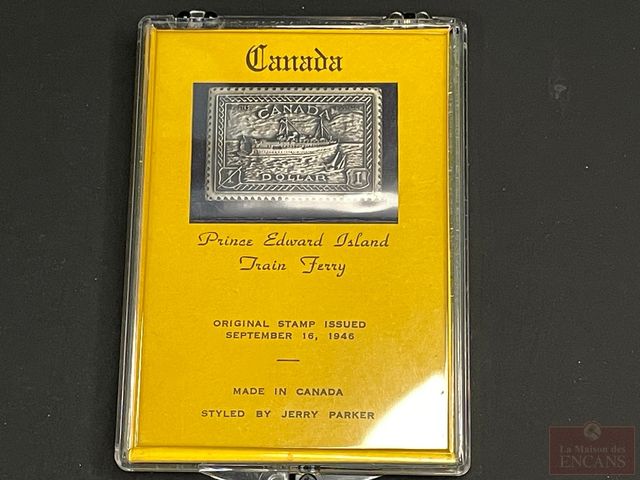 Canada
CANADA
1 DOLLAR 1
Prince Edward Island
Train Ferry
ORIGINAL STAMP ISSUED
SEPTEMBER 16, 1946
MADE IN CANADA
STYLED BY JERRY PARKER
La Maison des
ENCANS